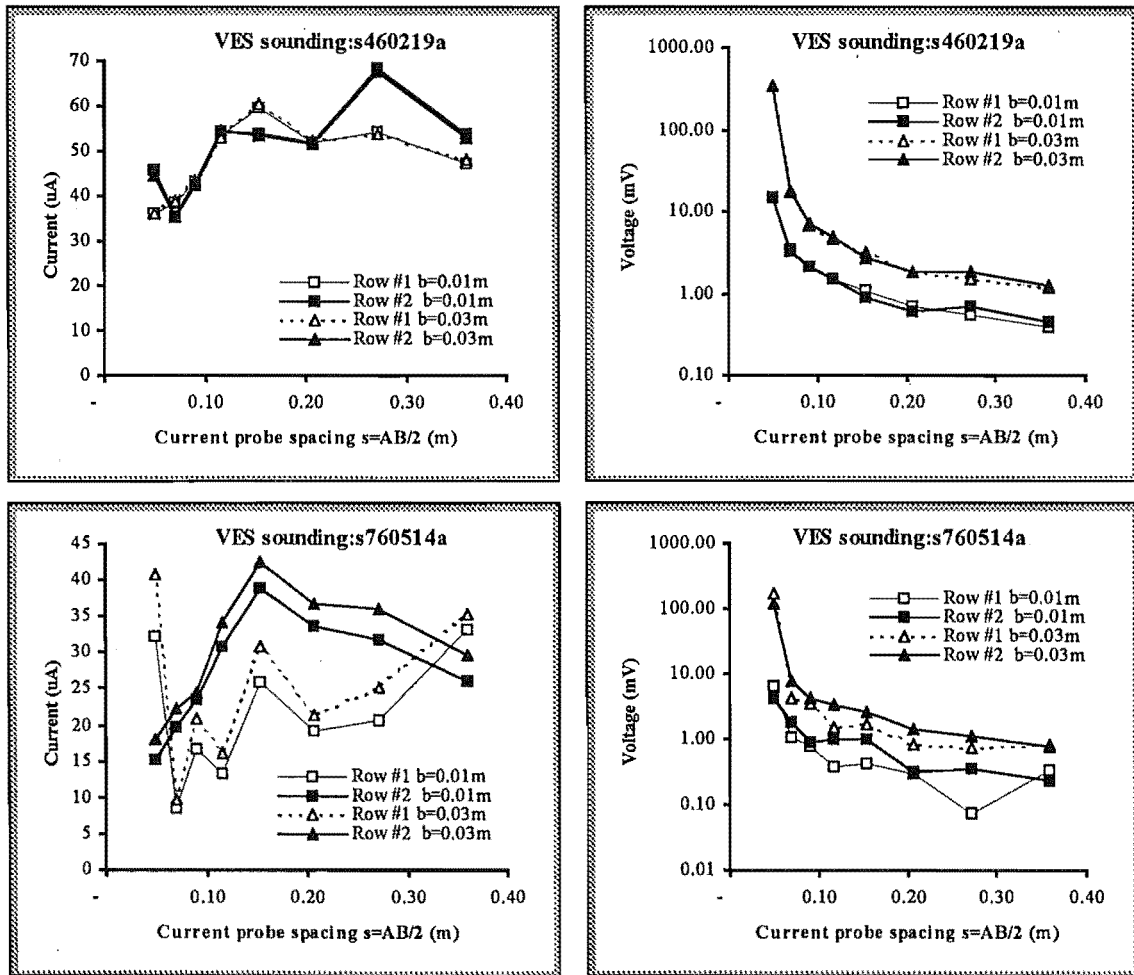 VES sounding:s460219a
70
60
50
40
30
20
10
0
Current (uA)
Row #1 b=0.01m
Row #2 b=0.01m
Row #1 b=0.03m
Row #2 b=0.03m
- 0.10 0.20 0.30 0.40
Current probe spacing s=AB/2 (m)
VES sounding:s460219a
1000.00
100.00
10.00
1.00
0.10
Voltage (mV)
Row #1 b=0.01m
Row #2 b=0.01m
Row #1 b=0.03m
Row #2 b=0.03m
- 0.10 0.20 0.30 0.40
Current probe spacing s=AB/2 (m)
VES sounding:s760514a
45
40
35
30
25
20
15
10
5
0
Current (uA)
Row #1 b=0.01m
Row #2 b=0.01m
Row #1 b=0.03m
Row #2 b=0.03m
- 0.10 0.20 0.30 0.40
Current probe spacing s=AB/2 (m)
VES sounding:s760514a
1000.00
100.00
10.00
1.00
0.10
0.01
Voltage (mV)
Row #1 b=0.01m
Row #2 b=0.01m
Row #1 b=0.03m
Row #2 b=0.03m
- 0.10 0.20 0.30 0.40
Current probe spacing s=AB/2 (m)